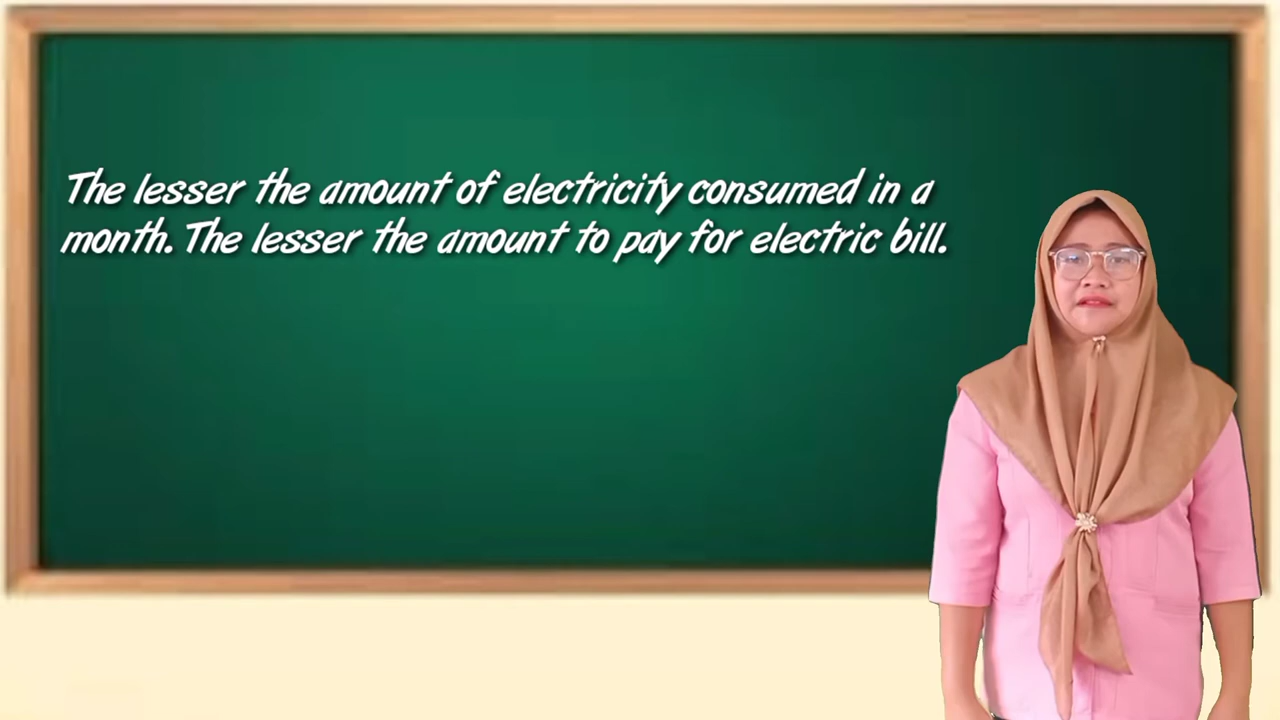 The lesser the amount of electricity consumed in a
month. The lesser the amount to pay for electric bill.